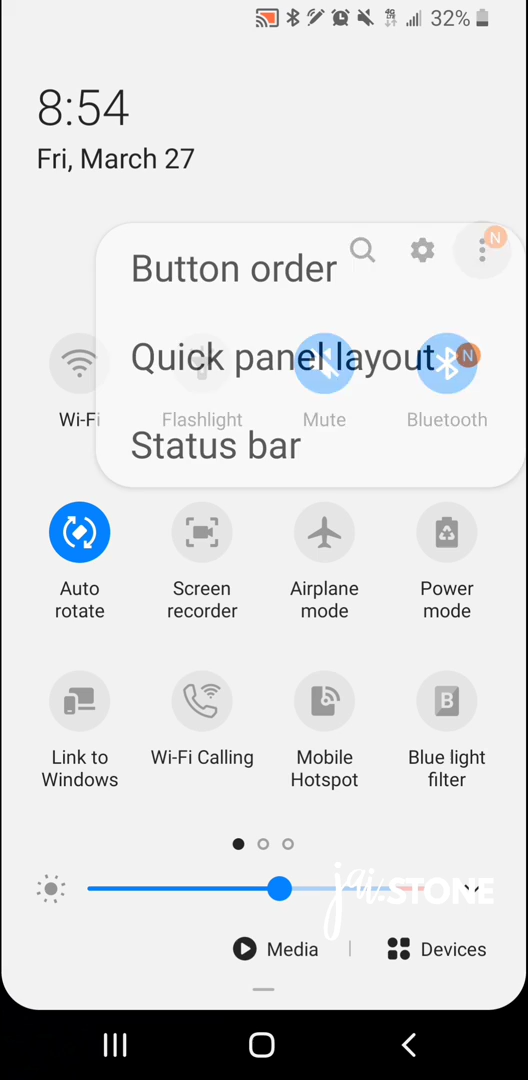 32%
8:54
Fri, March 27
N
Button order
Quick panel layout
N
Wi-Fi
Flashlight
Mute
Bluetooth
Status bar
Auto
rotate
Screen
recorder
Airplane
mode
Power
mode
Link to
Windows
Wi-Fi Calling
Mobile
Hotspot
B
Blue light
filter
jai.STONE
Media
Devices